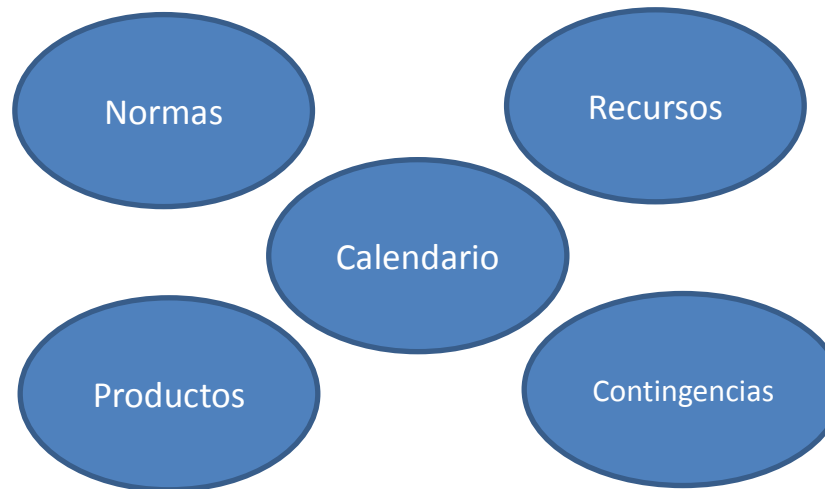 Normas
Recursos
Calendario
Productos
Contingencias